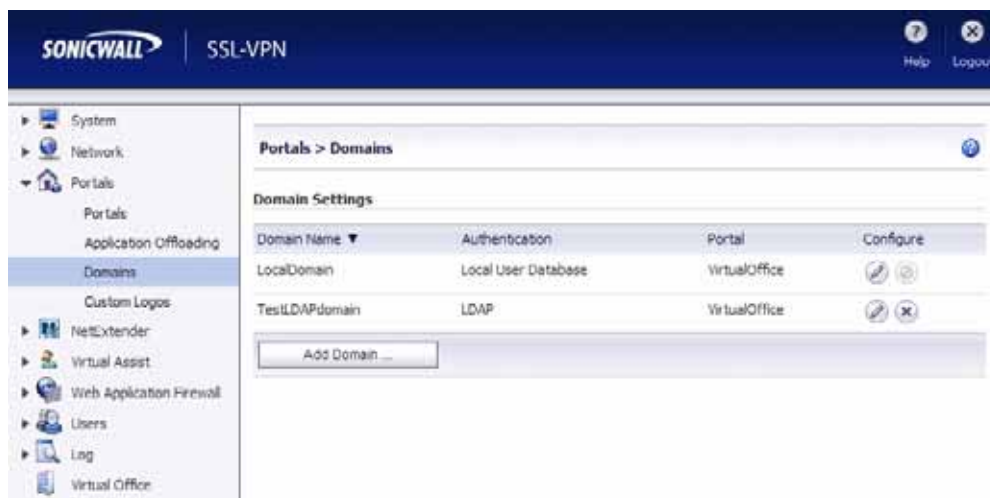 SONICWALL
SSL-VPN
Help
Logou
System
Network
Portals
Portals
Application Offloading
Domains
Custom Logos
NetExtender
Virtual Assist
Web Application Firewall
Users
Log
Virtual Office
Portals > Domains
Domain Settings
Domain Name ▼ Authentication Portal Configure
LocalDomain Local User Database VirtualOffice
TestLDAPdomain LDAP VirtualOffice
Add Domain ...